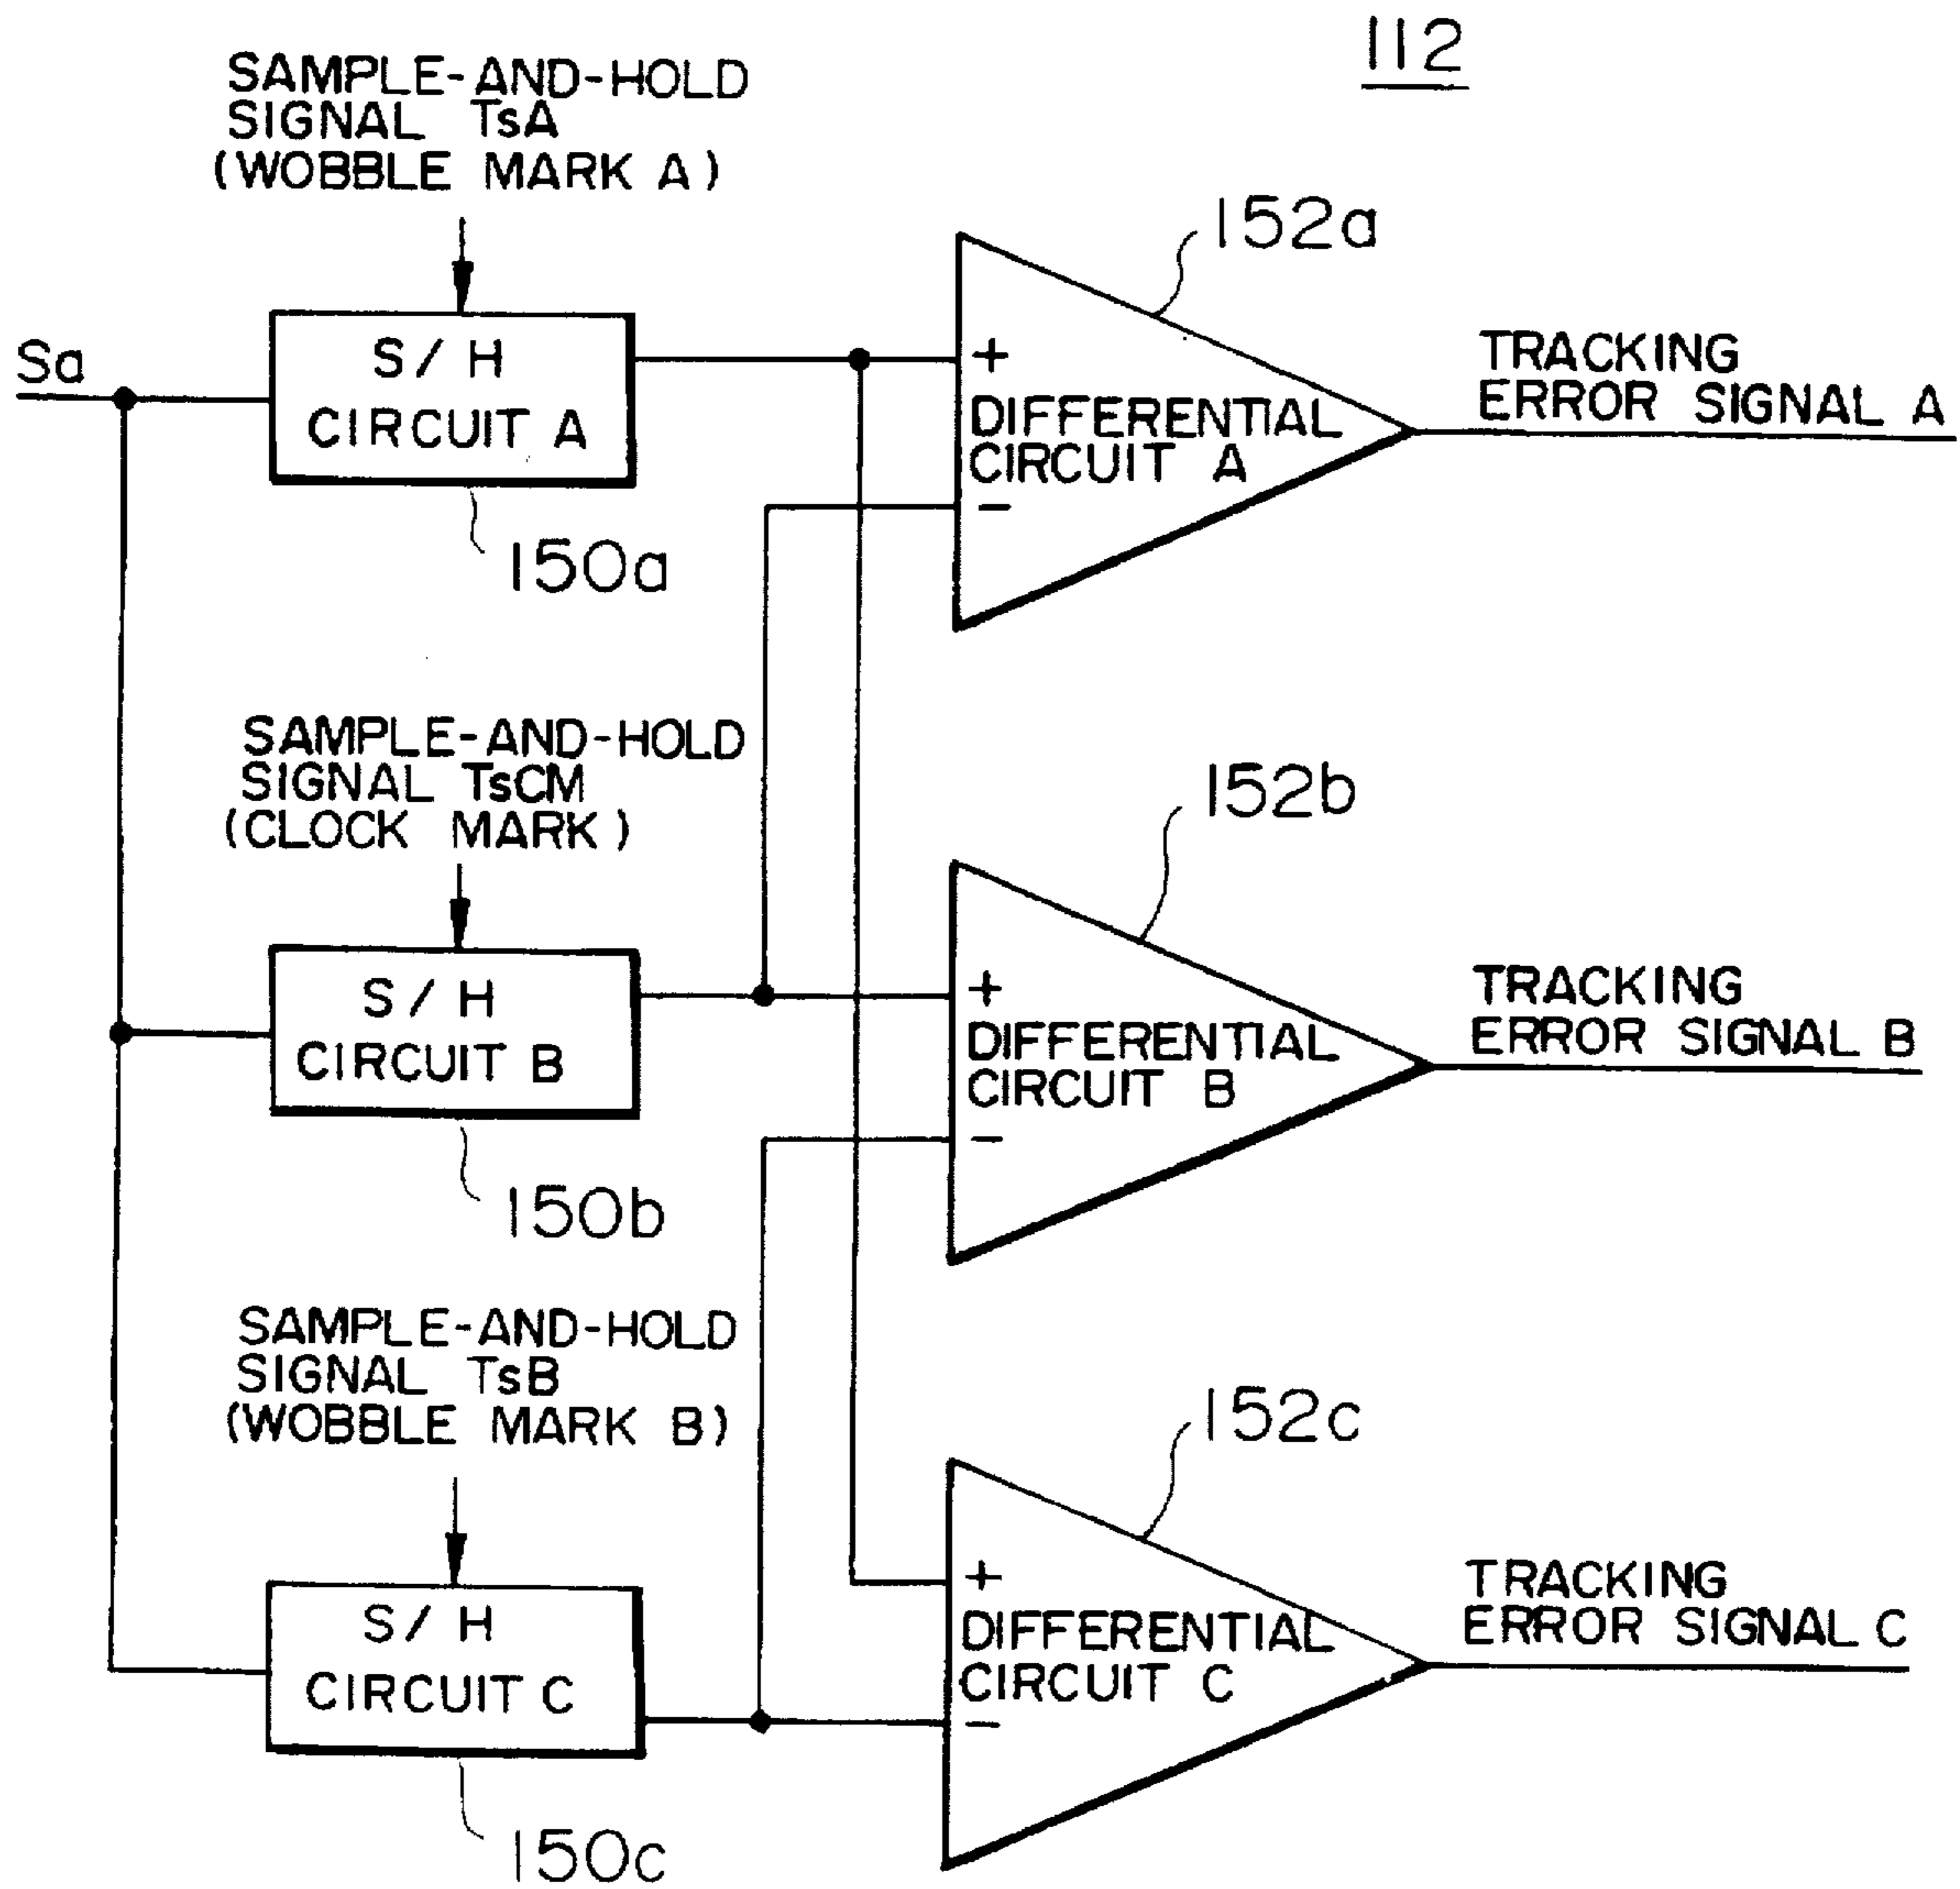 112
SAMPLE-AND-HOLD
SIGNAL TsA
(WOBBLE MARK A)
152a
Sa
S/H
CIRCUIT A
+
DIFFERENTIAL
CIRCUIT A
-
TRACKING
ERROR SIGNAL A
150a
SAMPLE-AND-HOLD
SIGNAL TsCM
(CLOCK MARK)
152b
S/H
CIRCUIT B
+
DIFFERENTIAL
CIRCUIT B
-
TRACKING
ERROR SIGNAL B
150b
SAMPLE-AND-HOLD
SIGNAL TsB
(WOBBLE MARK B)
152c
S/H
CIRCUIT C
+
DIFFERENTIAL
CIRCUIT C
-
TRACKING
ERROR SIGNAL C
150c